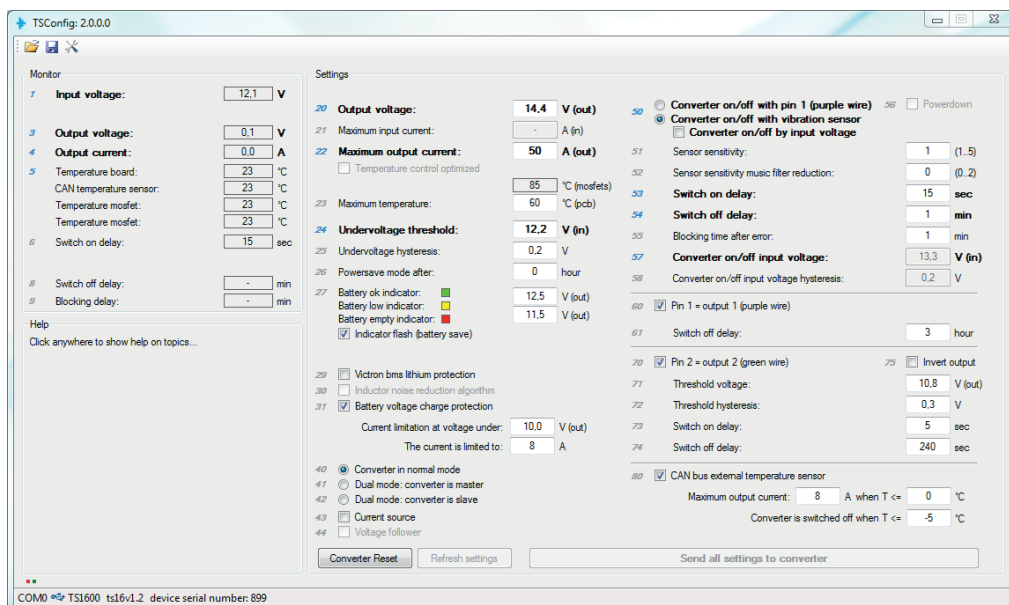 TSConfig: 2.0.0.0
Monitor
1 Input voltage: 12,1 V
3 Output voltage: 0,1 V
4 Output current: 0,0 A
5 Temperature board: 23 °C
CAN temperature sensor: 23 °C
Temperature mosfet: 23 °C
Temperature mosfet: 23 °C
6 Switch on delay: 15 sec
8 Switch off delay: - min
9 Blocking delay: - min
Help
Click anywhere to show help on topics...
Settings
20 Output voltage: 14,4 V (out)
21 Maximum input current: - A (in)
22 Maximum output current: 50 A (out)
Temperature control optimized
85 °C (mosfets)
23 Maximum temperature: 60 °C (pcb)
24 Undervoltage threshold: 12,2 V (in)
25 Undervoltage hysteresis: 0,2 V
26 Powersave mode after: 0 hour
27 Battery ok indicator: 12,5 V (out)
Battery low indicator:
Battery empty indicator: 11,5 V (out)
Indicator flash (battery save)
29 Victron bms lithium protection
30 Inductor noise reduction algorithm
31 Battery voltage charge protection
Current limitation at voltage under: 10,0 V (out)
The current is limited to: 8 A
40 Converter in normal mode
41 Dual mode: converter is master
42 Dual mode: converter is slave
43 Current source
44 Voltage follower
50 Converter on/off with pin 1 (purple wire) 56 Powerdown
Converter on/off with vibration sensor
Converter on/off by input voltage
51 Sensor sensitivity: 1 (1..5)
52 Sensor sensitivity music filter reduction: 0 (0..2)
53 Switch on delay: 15 sec
54 Switch off delay: 1 min
55 Blocking time after error: 1 min
57 Converter on/off input voltage: 13,3 V (in)
58 Converter on/off input voltage hysteresis: 0,2 V
60 Pin 1 = output 1 (purple wire)
61 Switch off delay: 3 hour
70 Pin 2 = output 2 (green wire) 75 Invert output
71 Threshold voltage: 10,8 V (out)
72 Threshold hysteresis: 0,3 V
73 Switch on delay: 5 sec
74 Switch off delay: 240 sec
80 CAN bus external temperature sensor
Maximum output current: 8 A when T <= 0 °C
Converter is switched off when T <= -5 °C
Converter Reset Refresh settings Send all settings to converter
COM0 TS1600 ts16v1.2 device serial number: 899